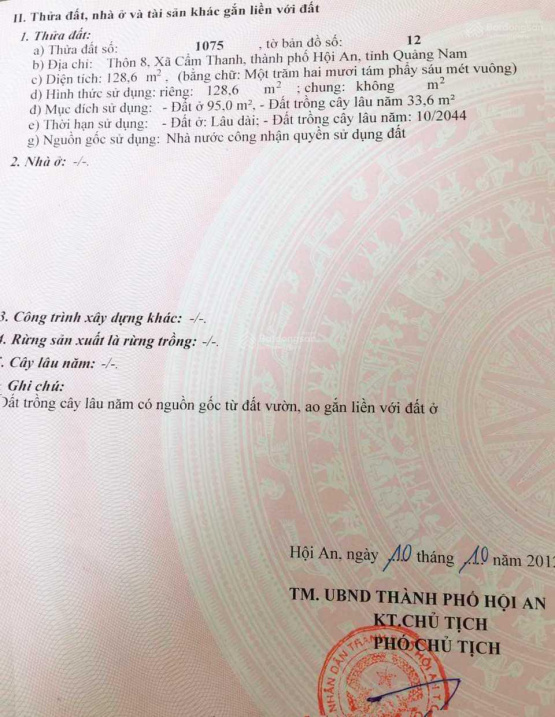 II. Thửa đất, nhà ở và tài sản khác gắn liền với đất
1. Thửa đất:
a) Thửa đất số: 1075 , tờ bản đồ số: 12
b) Địa chỉ: Thôn 8, Xã Cẩm Thanh, thành phố Hội An, tỉnh Quảng Nam
c) Diện tích: 128,6 m², (bằng chữ: Một trăm hai mươi tám phẩy sáu mét vuông)
d) Hình thức sử dụng: riêng: 128,6 m² ; chung: không m²
đ) Mục đích sử dụng: - Đất ở 95,0 m², - Đất trồng cây lâu năm 33,6 m²
e) Thời hạn sử dụng: - Đất ở: Lâu dài; - Đất trồng cây lâu năm: 10/2044
g) Nguồn gốc sử dụng: Nhà nước công nhận quyền sử dụng đất
2. Nhà ở: -/-.
3. Công trình xây dựng khác: -/-.
4. Rừng sản xuất là rừng trồng: -/-.
. Cây lâu năm: -/-.
Ghi chú:
Đất trồng cây lâu năm có nguồn gốc từ đất vườn, ao gắn liền với đất ở
Hội An, ngày 10 tháng 10 năm 201
TM. UBND THÀNH PHỐ HỘI AN
KT.CHỦ TỊCH
PHÓ CHỦ TỊCH